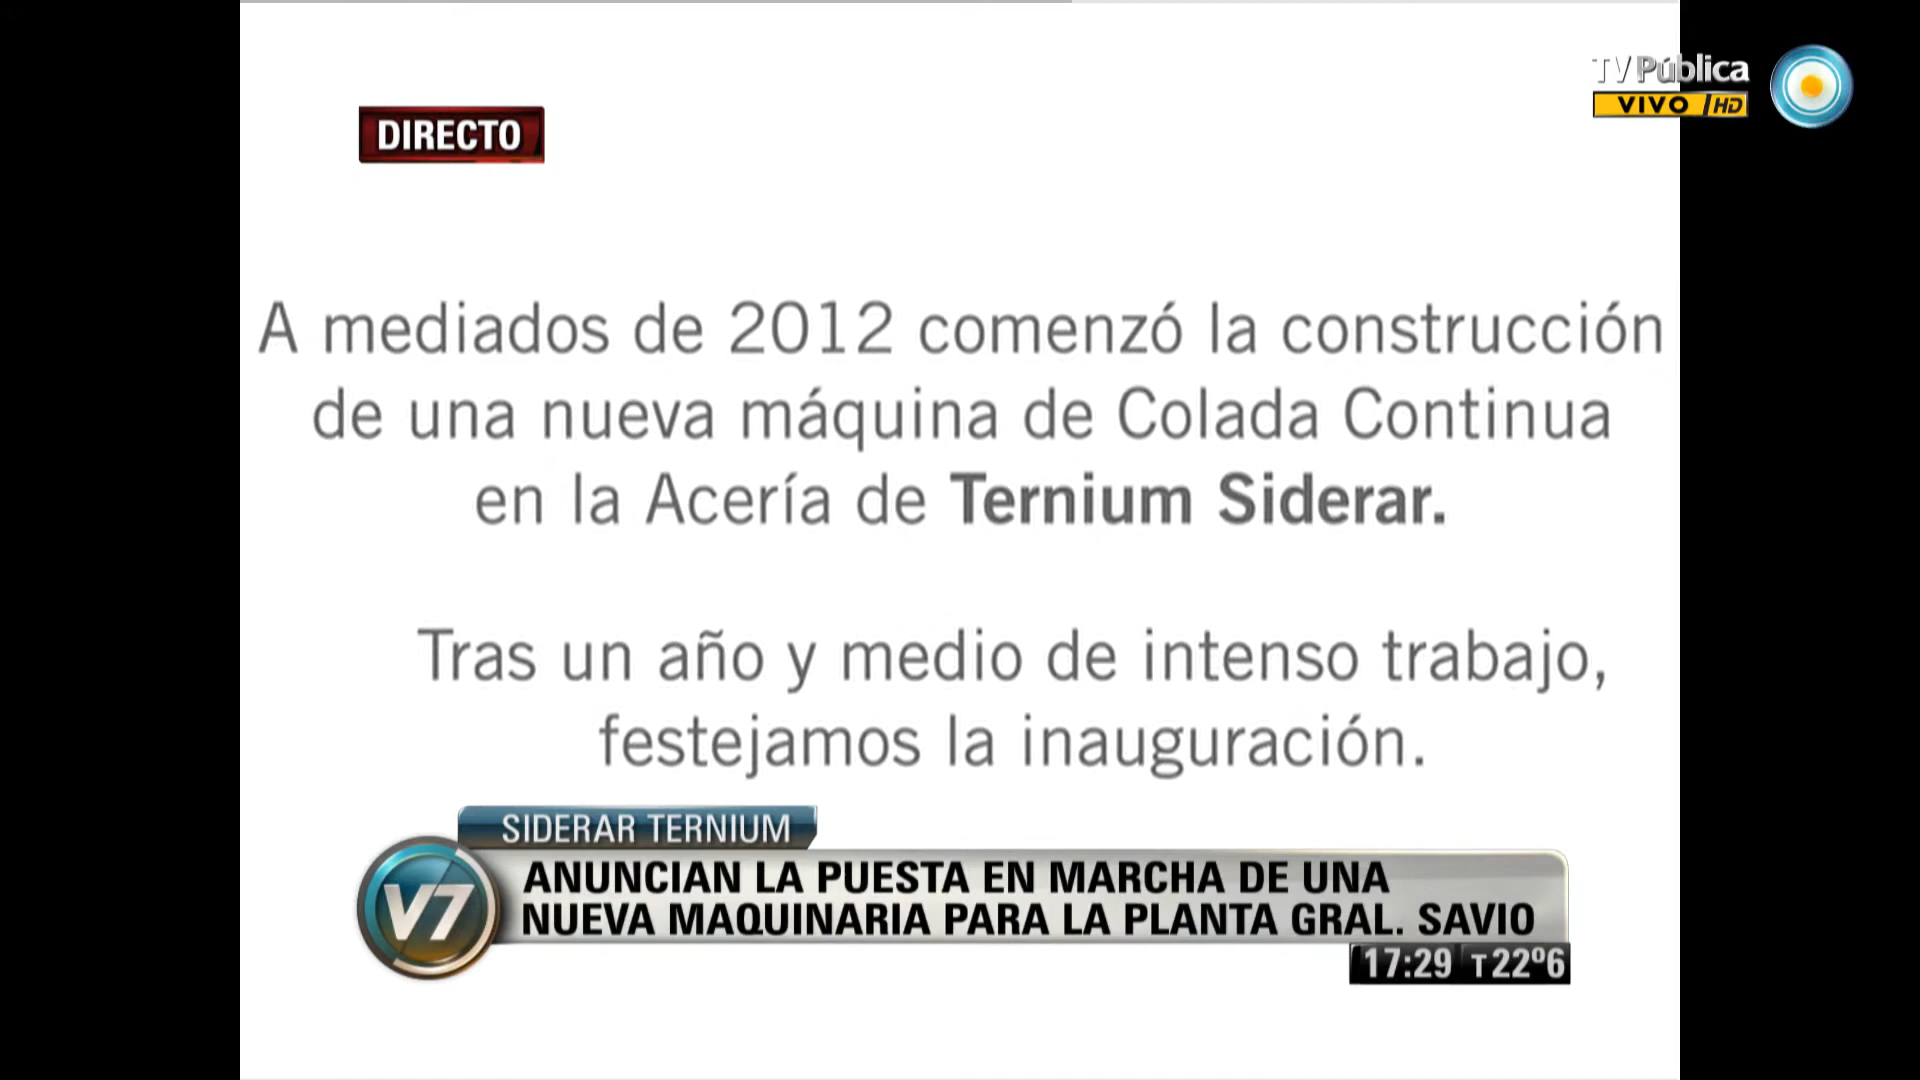 TV Pública
VIVO HD
DIRECTO
A mediados de 2012 comenzó la construcción
de una nueva máquina de Colada Continua
en la Acería de Ternium Siderar.
Tras un año y medio de intenso trabajo,
festejamos la inauguración.
SIDERAR TERNIUM
V7
ANUNCIAN LA PUESTA EN MARCHA DE UNA
NUEVA MAQUINARIA PARA LA PLANTA GRAL. SAVIO
17:29 T 22º6